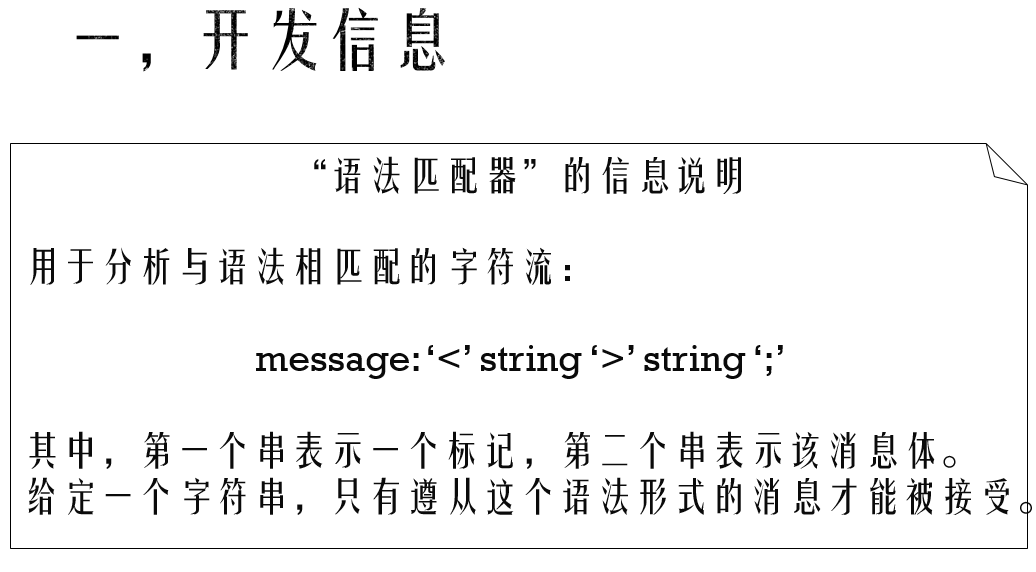 一，开发信息
“语法匹配器”的信息说明
用于分析与语法相匹配的字符流：
message: ‘<’ string ‘>’ string ‘;’
其中，第一个串表示一个标记，第二个串表示该消息体。
给定一个字符串，只有遵从这个语法形式的消息才能被接受。